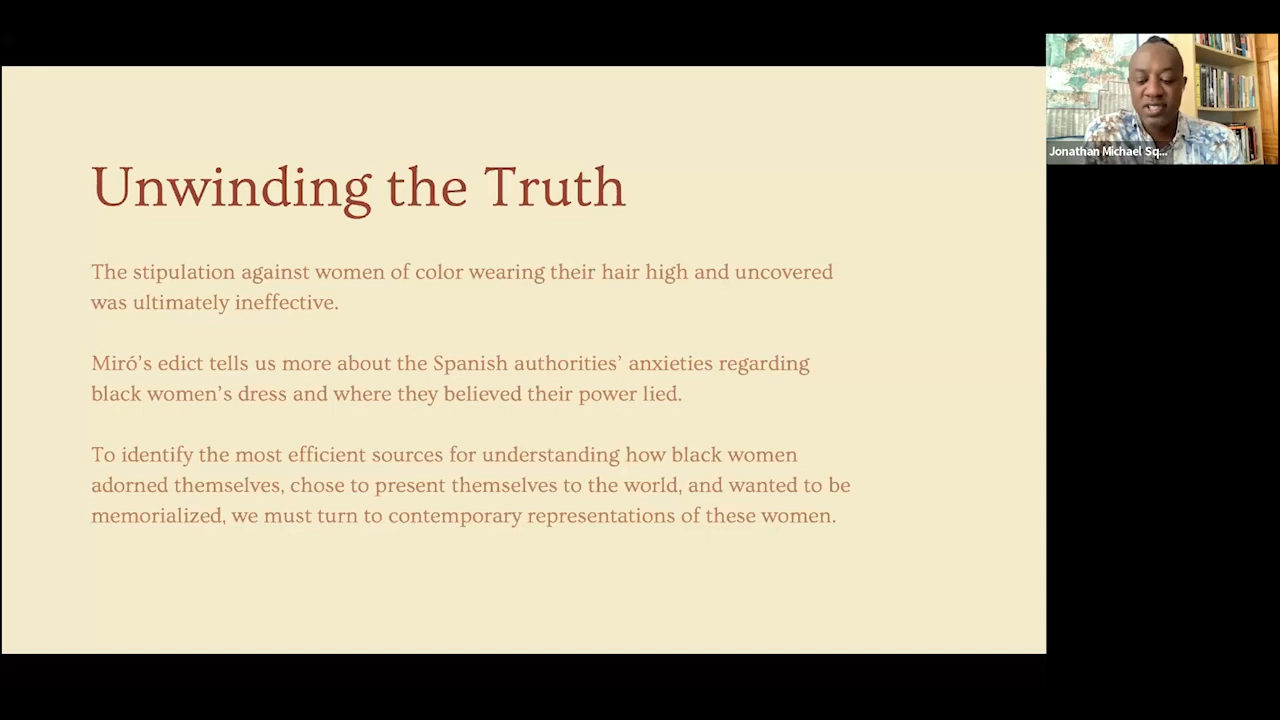 Unwinding the Truth
The stipulation against women of color wearing their hair high and uncovered
was ultimately ineffective.
Miró’s edict tells us more about the Spanish authorities’ anxieties regarding
black women’s dress and where they believed their power lied.
To identify the most efficient sources for understanding how black women
adorned themselves, chose to present themselves to the world, and wanted to be
memorialized, we must turn to contemporary representations of these women.
Jonathan Michael Sq...